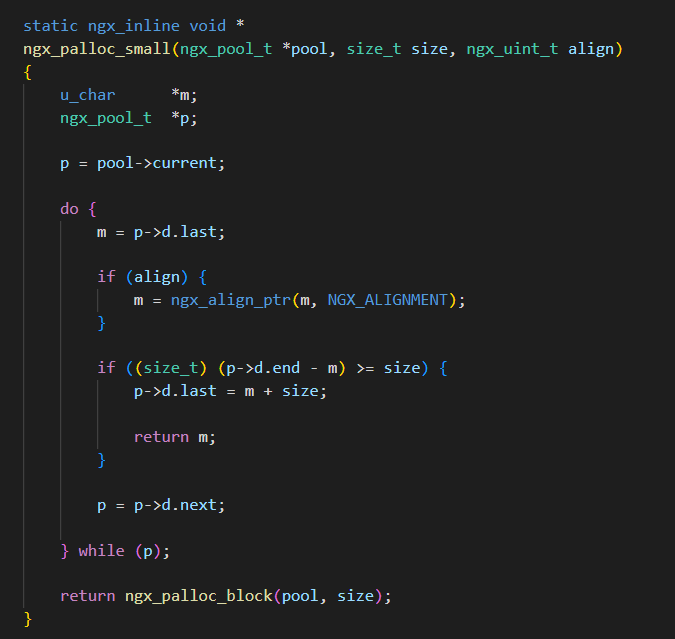 static ngx_inline void *
ngx_palloc_small(ngx_pool_t *pool, size_t size, ngx_uint_t align)
{
    u_char      *m;
    ngx_pool_t  *p;

    p = pool->current;

    do {
        m = p->d.last;

        if (align) {
            m = ngx_align_ptr(m, NGX_ALIGNMENT);
        }

        if ((size_t) (p->d.end - m) >= size) {
            p->d.last = m + size;

            return m;
        }

        p = p->d.next;

    } while (p);

    return ngx_palloc_block(pool, size);
}